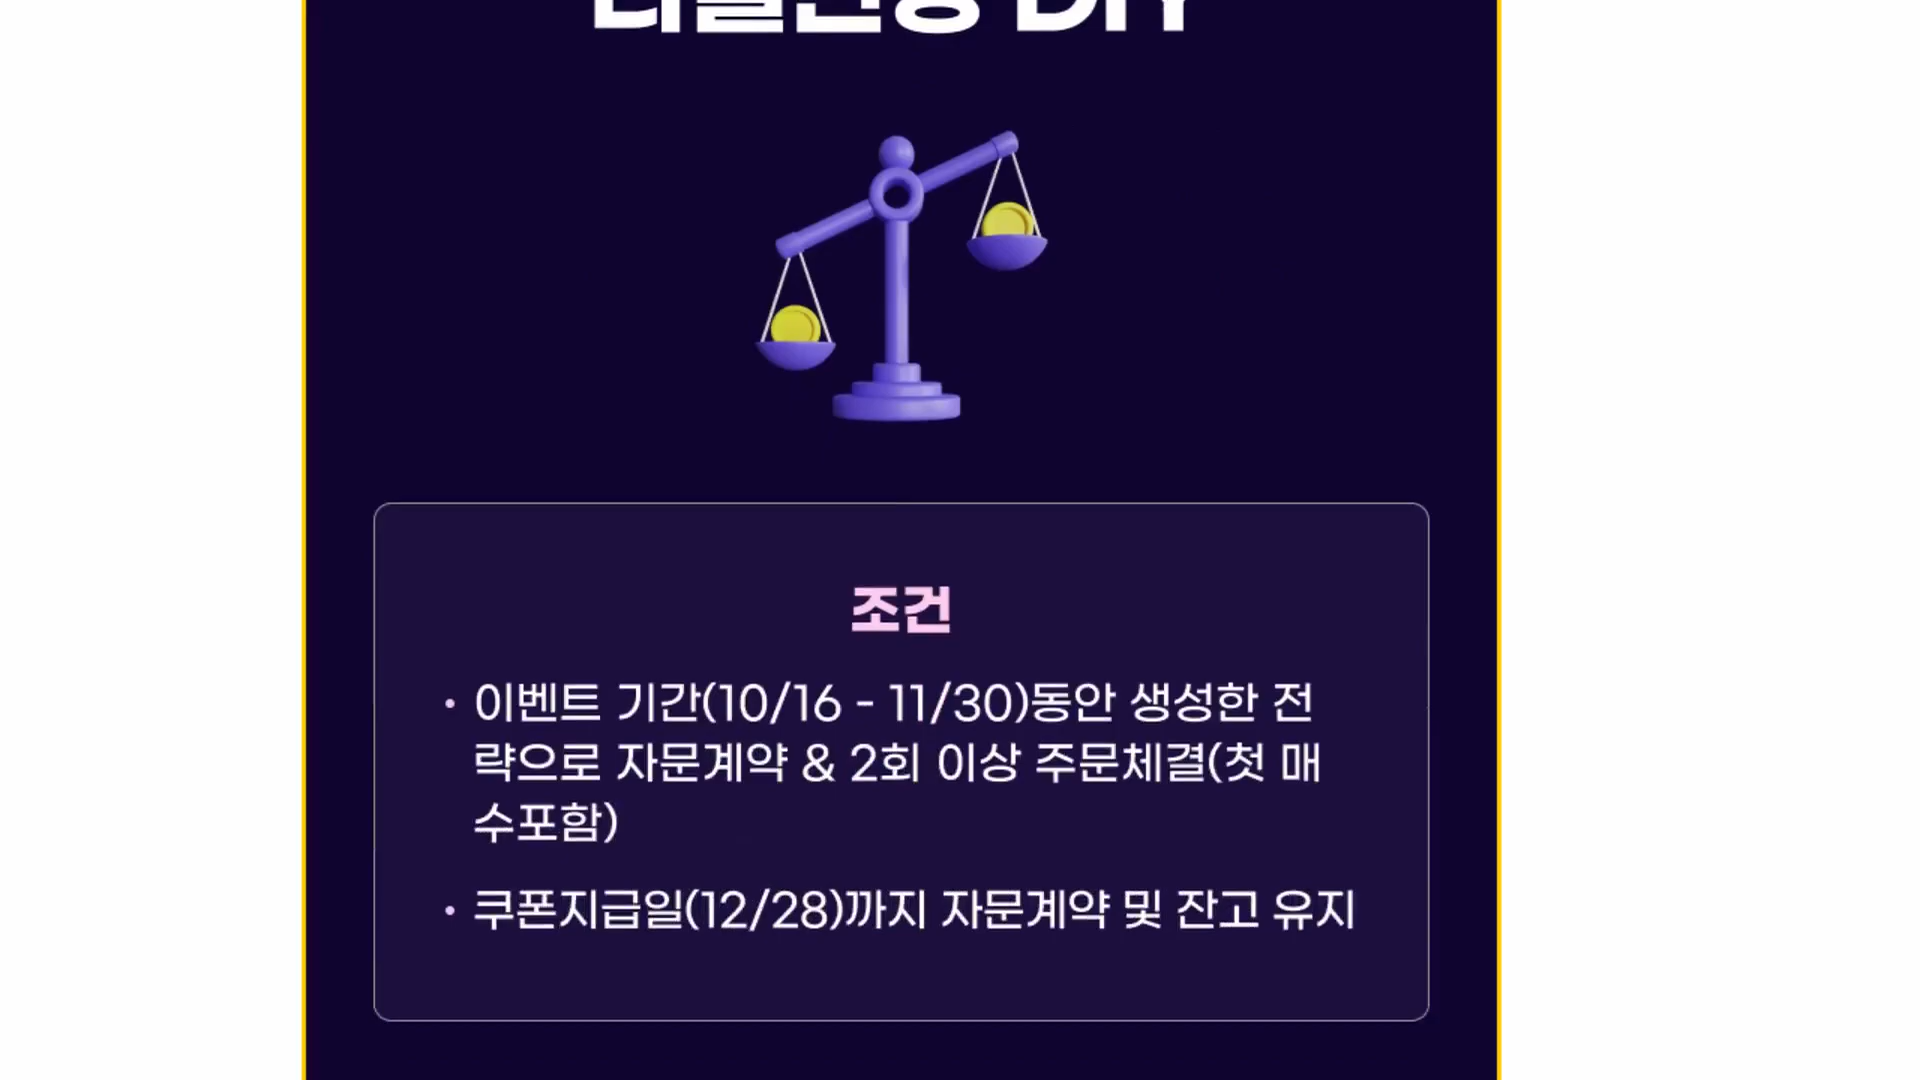 DIY
조건
• 이벤트 기간(10/16 - 11/30)동안 생성한 전
략으로 자문계약 & 2회 이상 주문체결(첫 매
수포함)
• 쿠폰지급일(12/28)까지 자문계약 및 잔고 유지